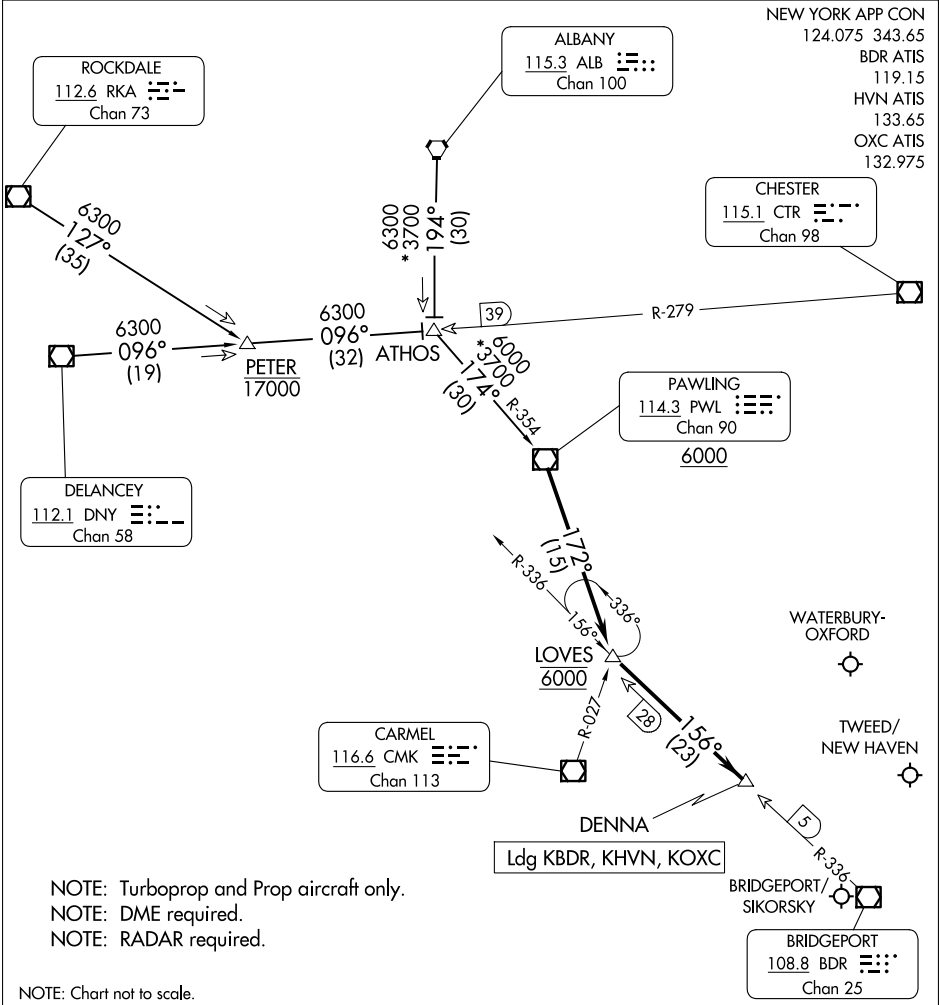 NEW YORK APP CON
124.075 343.65
BDR ATIS
119.15
HVN ATIS
133.65
OXC ATIS
132.975
ALBANY
115.3 ALB
Chan 100
ROCKDALE
112.6 RKA
Chan 73
CHESTER
115.1 CTR
Chan 98
6300
127°
(35)
6300
*3700
194°
(30)
39
R-279
6300
096°
(19)
6300
096°
(32)
ATHOS
PETER
17000
6000
*3700
174°
(30)
R-354
PAWLING
114.3 PWL
Chan 90
6000
DELANCEY
112.1 DNY
Chan 58
172°
(15)
R-336
156°
336°
LOVES
6000
WATERBURY-
OXFORD
R-027
28
156°
(23)
CARMEL
116.6 CMK
Chan 113
TWEED/
NEW HAVEN
DENNA
Ldg KBDR, KHVN, KOXC
5
R-336
BRIDGEPORT/
SIKORSKY
BRIDGEPORT
108.8 BDR
Chan 25
NOTE: Turboprop and Prop aircraft only.
NOTE: DME required.
NOTE: RADAR required.
NOTE: Chart not to scale.